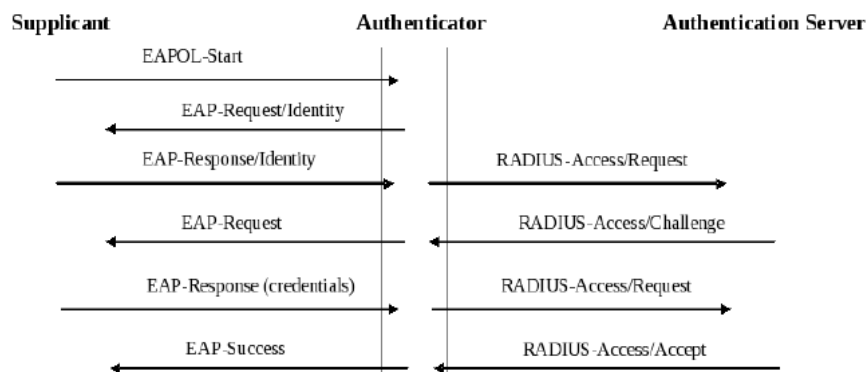 Supplicant Authenticator Authentication Server
EAPOL-Start
EAP-Request/Identity
EAP-Response/Identity RADIUS-Access/Request
EAP-Request RADIUS-Access/Challenge
EAP-Response (credentials) RADIUS-Access/Request
EAP-Success RADIUS-Access/Accept